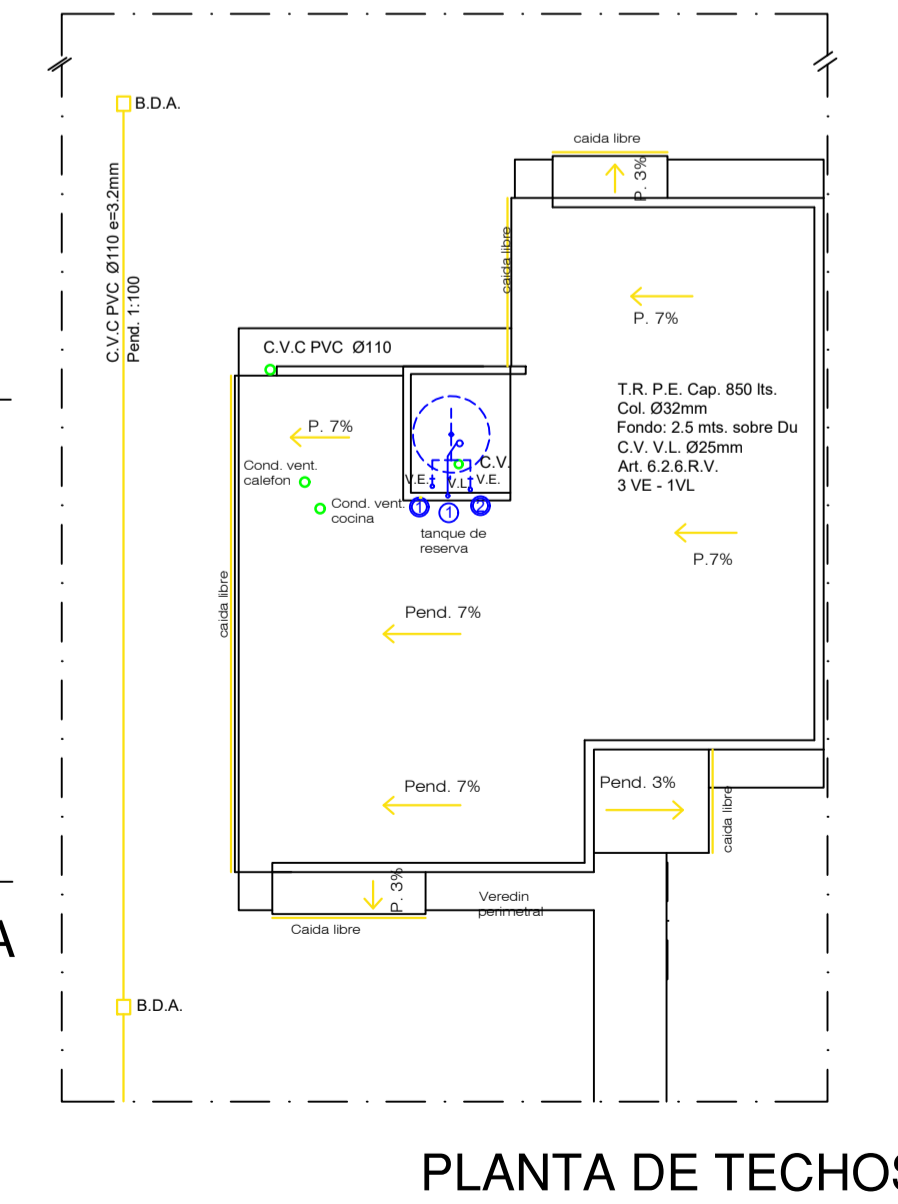 B.D.A.
caida libre
P. 3%
C.V.C PVC Ø110 e=3.2mm
Pend. 1:100
caida libre
P. 7%
C.V.C PVC Ø110
T.R. P.E. Cap. 850 lts.
Col. Ø32mm
Fondo: 2.5 mts. sobre Du
C.V. V.L. Ø25mm
Art. 6.2.6.R.V.
3 VE - 1VL
P. 7%
Cond. vent.
calefon
C.V.
V.E.
V.L.
V.E.
Cond. vent.
cocina
1
1
2
tanque de
reserva
P.7%
caida libre
Pend. 7%
Pend. 7%
Pend. 3%
caida libre
P. 3%
Veredin
perimetral
Caida libre
A
B.D.A.
PLANTA DE TECHOS